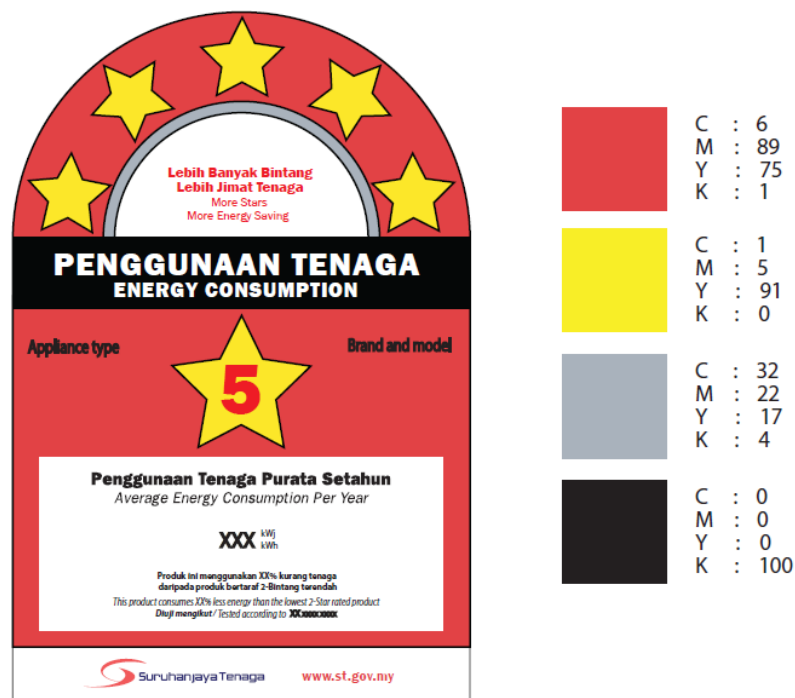 Lebih Banyak Bintang
Lebih Jimat Tenaga
More Stars
More Energy Saving
PENGGUNAAN TENAGA
ENERGY CONSUMPTION
Appliance type
Brand and model
5
Penggunaan Tenaga Purata Setahun
Average Energy Consumption Per Year
XXX kWj
kWh
Produk ini menggunakan XX% kurang tenaga
daripada produk bertaraf 2-Bintang terendah
This product consumes XX% less energy than the lowest 2-Star rated product
Diuji mengikut / Tested according to XXxxxxxxxx
Suruhanjaya Tenaga
www.st.gov.my
C : 6
M : 89
Y : 75
K : 1
C : 1
M : 5
Y : 91
K : 0
C : 32
M : 22
Y : 17
K : 4
C : 0
M : 0
Y : 0
K : 100